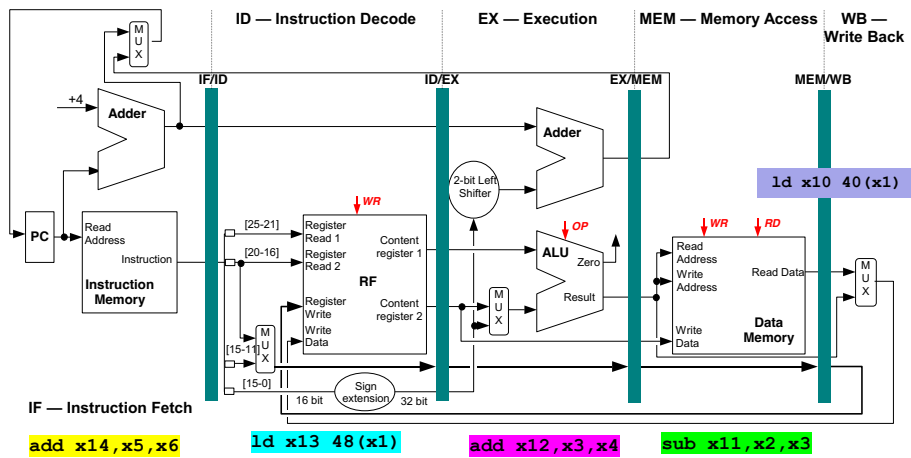 ID — Instruction Decode
EX — Execution
MEM — Memory Access
WB —
Write Back
MUX
IF/ID
ID/EX
EX/MEM
MEM/WB
+4
Adder
Adder
2-bit Left
Shifter
ld x10 40(x1)
PC
Read
Address
Instruction
Instruction
Memory
[25-21]
[20-16]
[15-11]
[15-0]
WR
Register
Read 1
Register
Read 2
RF
Register
Write
Write
Data
Content
register 1
Content
register 2
MUX
MUX
OP
ALU
Zero
Result
WR
RD
Read
Address
Write
Address
Read Data
Write
Data
Data
Memory
MUX
16 bit
Sign
extension
32 bit
IF — Instruction Fetch
add x14,x5,x6
ld x13 48(x1)
add x12,x3,x4
sub x11,x2,x3